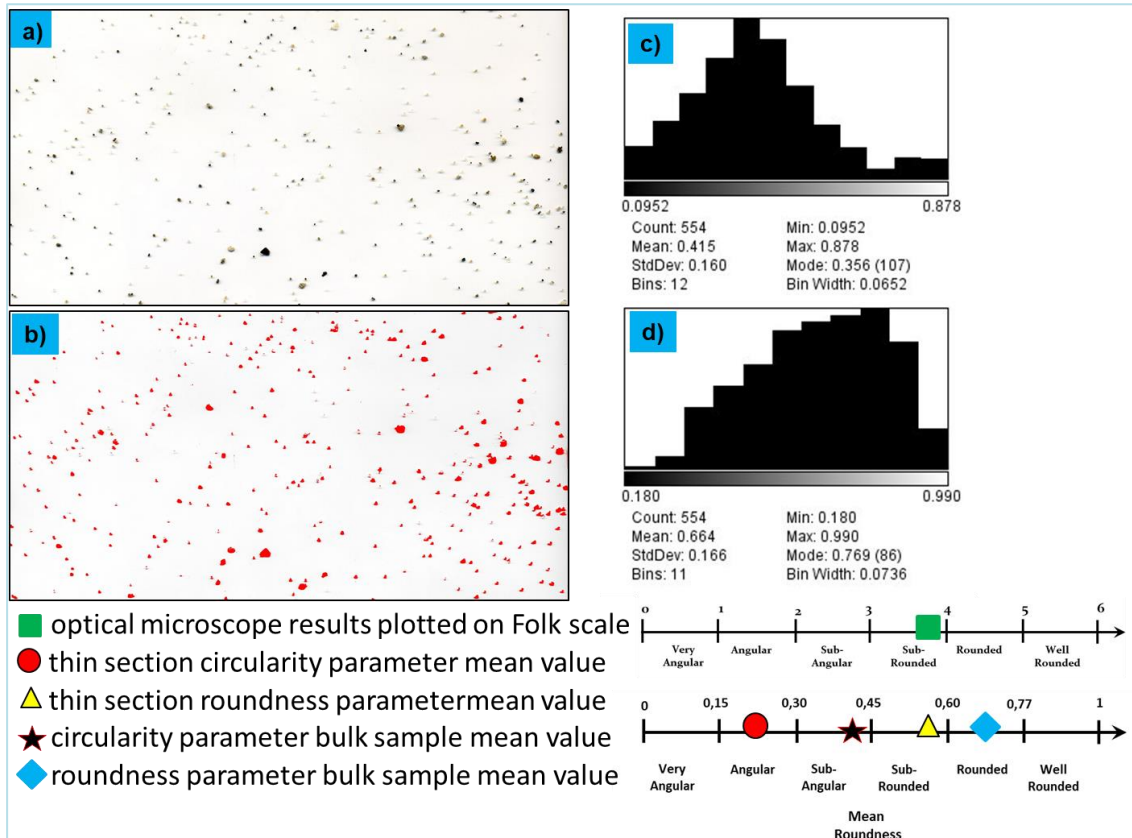 a)
b)
c)
0.0952 0.878
Count: 554 Min: 0.0952
Mean: 0.415 Max: 0.878
StdDev: 0.160 Mode: 0.356 (107)
Bins: 12 Bin Width: 0.0652
d)
0.180 0.990
Count: 554 Min: 0.180
Mean: 0.664 Max: 0.990
StdDev: 0.166 Mode: 0.769 (86)
Bins: 11 Bin Width: 0.0736
optical microscope results plotted on Folk scale
thin section circularity parameter mean value
thin section roundness parametermean value
circularity parameter bulk sample mean value
roundness parameter bulk sample mean value
0 1 2 3 4 5 6
Very Angular Sub- Sub- Rounded Well
Angular Angular Rounded Rounded
0 0,15 0,30 0,45 0,60 0,77 1
Very Angular Sub- Sub- Rounded Well
Angular Angular Rounded Rounded
Mean
Roundness